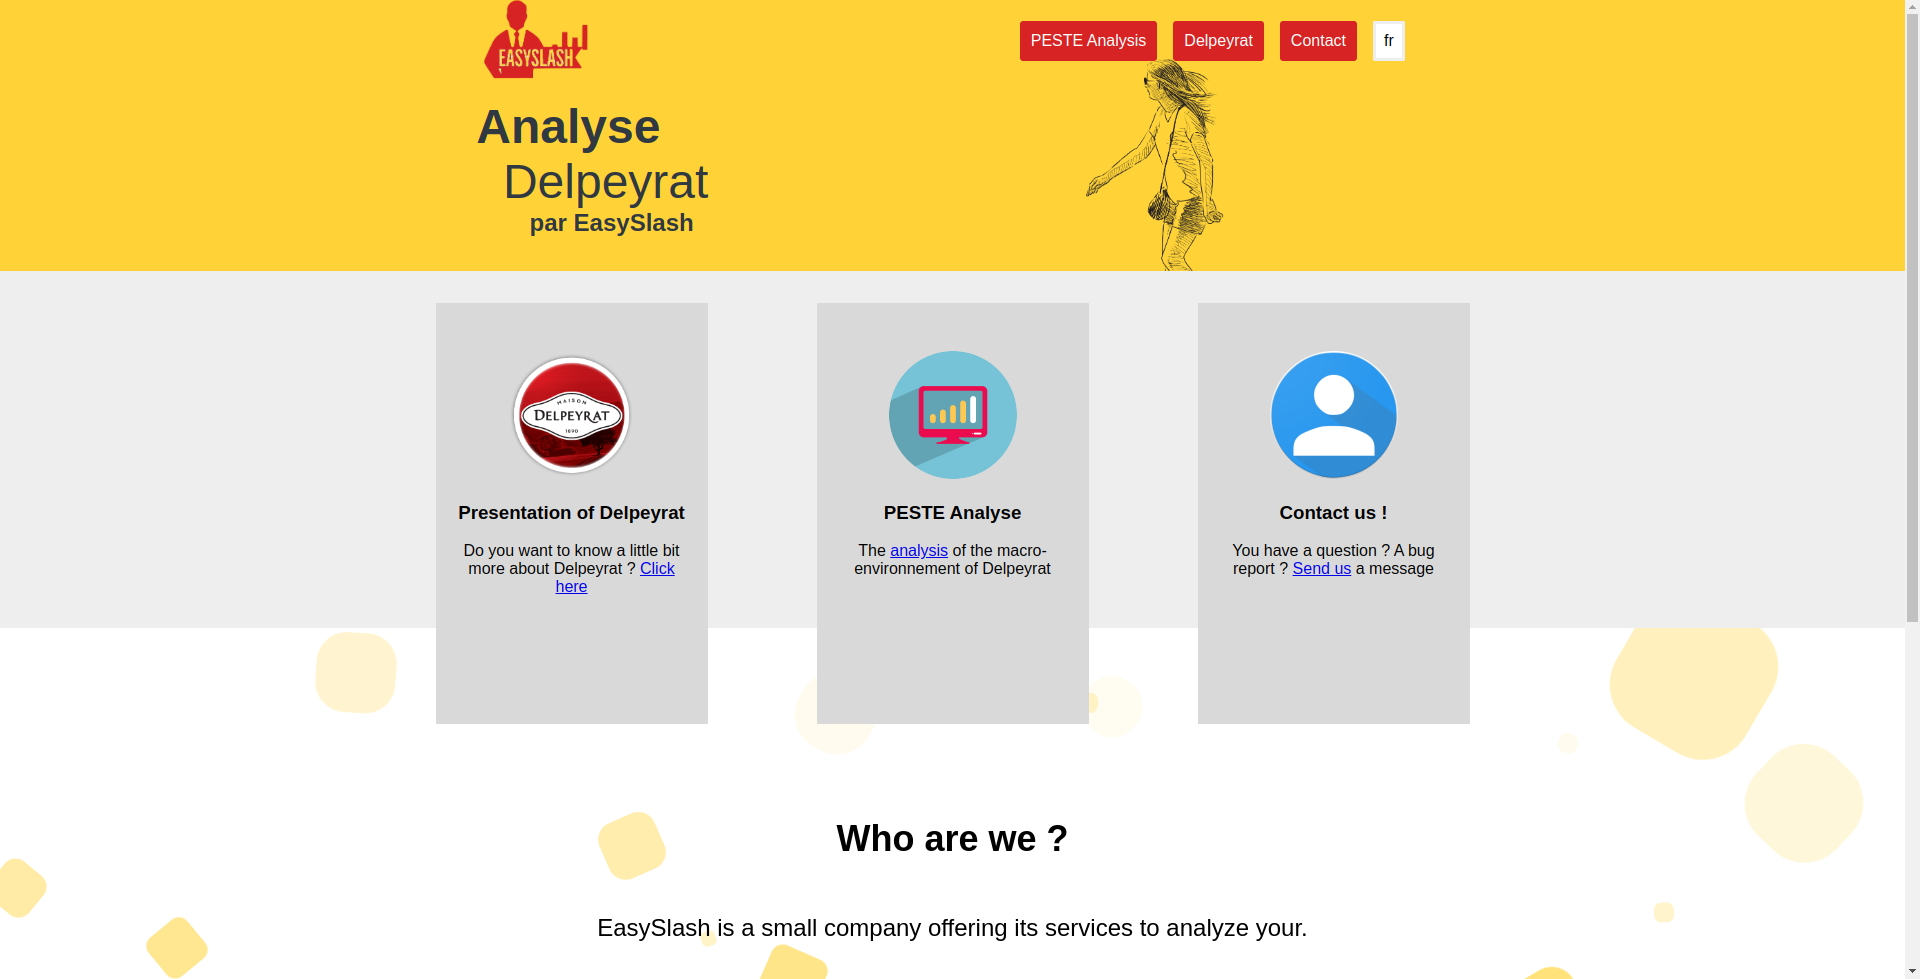 EASYSLASH
PESTE Analysis
Delpeyrat
Contact
fr
Analyse
Delpeyrat
par EasySlash
MAISON
DELPEYRAT
1890
Presentation of Delpeyrat
Do you want to know a little bit
more about Delpeyrat ? Click
here
PESTE Analyse
The analysis of the macro-
environnement of Delpeyrat
Contact us !
You have a question ? A bug
report ? Send us a message
Who are we ?
EasySlash is a small company offering its services to analyze your.